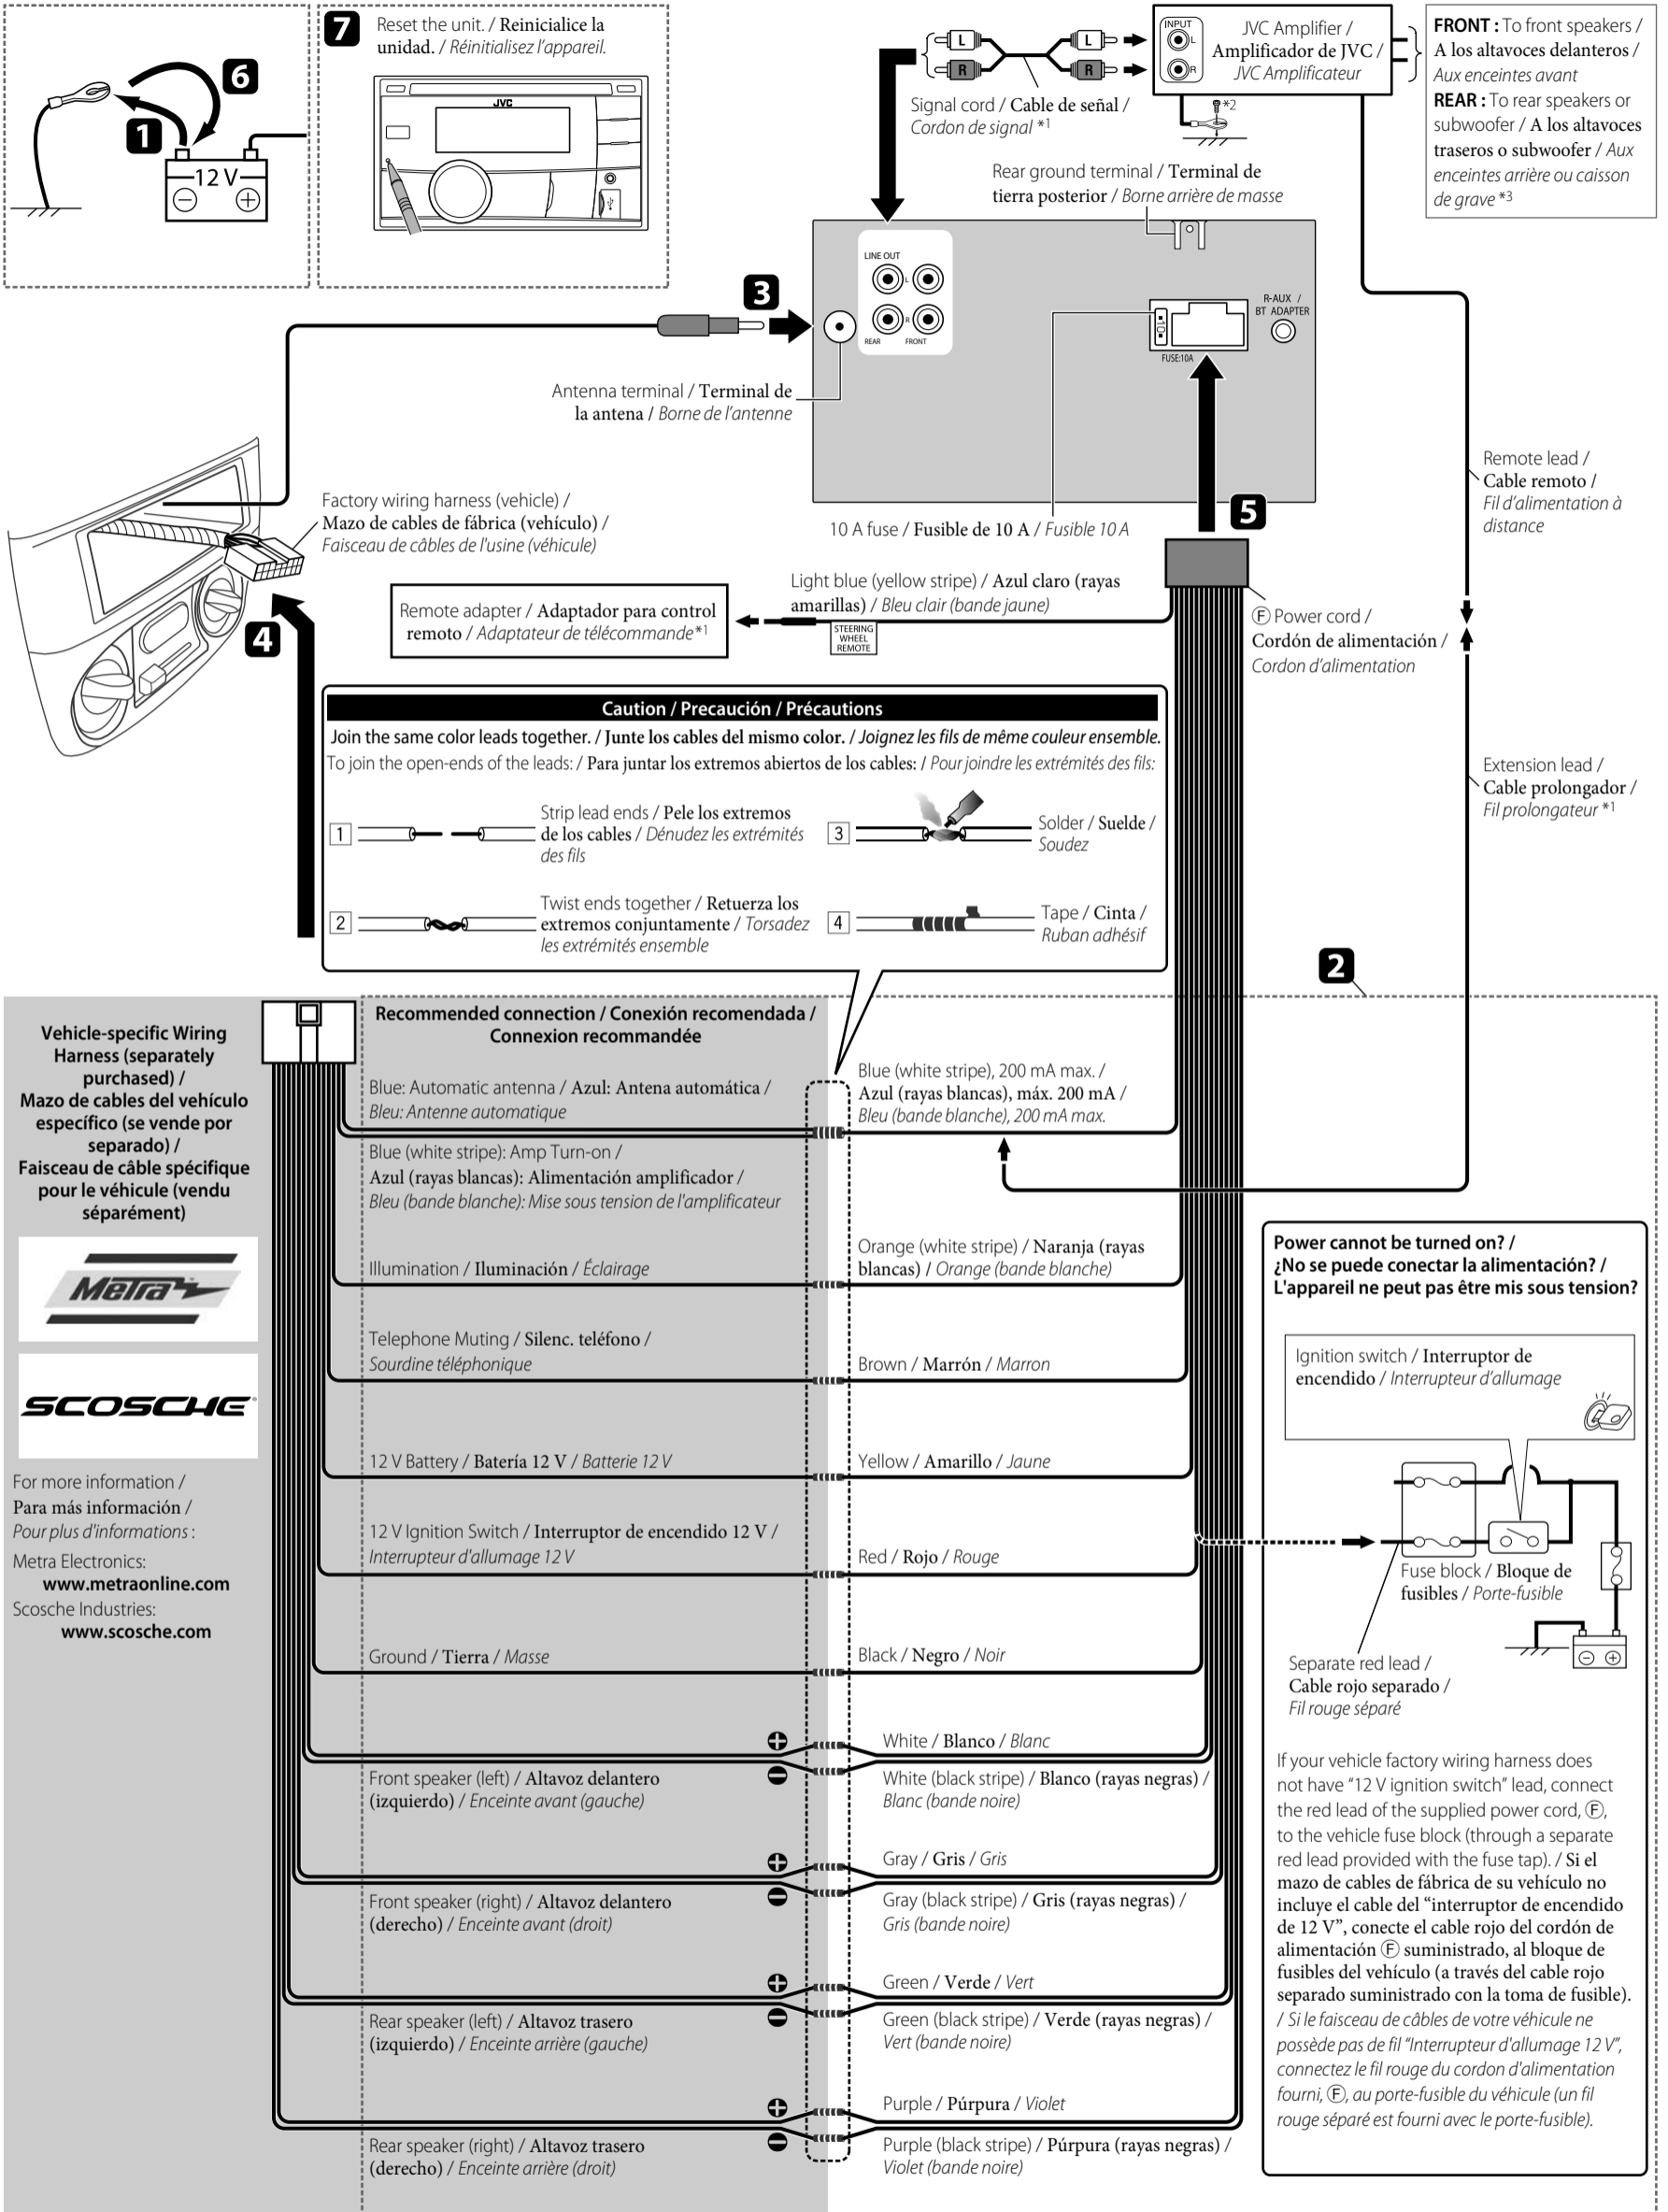 7
Reset the unit. / Reinicialice la
unidad. / Réinitialisez l'appareil.
JVC
6
1
12 V
L
L
R
R
Signal cord / Cable de señal /
Cordon de signal *1
INPUT
L
R
JVC Amplifier /
Amplificador de JVC /
JVC Amplificateur
*2
FRONT : To front speakers /
A los altavoces delanteros /
Aux enceintes avant
REAR : To rear speakers or
subwoofer / A los altavoces
traseros o subwoofer / Aux
enceintes arrière ou caisson
de grave *3
Rear ground terminal / Terminal de
tierra posterior / Borne arrière de masse
LINE OUT
L
R
REAR
FRONT
3
R-AUX /
BT ADAPTER
10
FUSE:10A
Antenna terminal / Terminal de
la antena / Borne de l'antenne
Factory wiring harness (vehicle) /
Mazo de cables de fábrica (vehículo) /
Faisceau de câbles de l'usine (véhicule)
10 A fuse / Fusible de 10 A / Fusible 10 A
5
Remote lead /
Cable remoto /
Fil d'alimentation à
distance
Light blue (yellow stripe) / Azul claro (rayas
amarillas) / Bleu clair (bande jaune)
STEERING
WHEEL
REMOTE
Remote adapter / Adaptador para control
remoto / Adaptateur de télécommande*1
4
Ⓕ Power cord /
Cordón de alimentación /
Cordon d'alimentation
Caution / Precaución / Précautions
Join the same color leads together. / Junte los cables del mismo color. / Joignez les fils de même couleur ensemble.
To join the open-ends of the leads: / Para juntar los extremos abiertos de los cables: / Pour joindre les extrémités des fils:
1
Strip lead ends / Pele los extremos
de los cables / Dénudez les extrémités
des fils
3
Solder / Suelde /
Soudez
2
Twist ends together / Retuerza los
extremos conjuntamente / Torsadez
les extrémités ensemble
4
Tape / Cinta /
Ruban adhésif
Extension lead /
Cable prolongador /
Fil prolongateur *1
2
Vehicle-specific Wiring
Harness (separately
purchased) /
Mazo de cables del vehículo
específico (se vende por
separado) /
Faisceau de câble spécifique
pour le véhicule (vendu
séparément)
Metra
SCOSCHE
For more information /
Para más información /
Pour plus d'informations :
Metra Electronics:
www.metraonline.com
Scosche Industries:
www.scosche.com
Recommended connection / Conexión recomendada /
Connexion recommandée
Blue: Automatic antenna / Azul: Antena automática /
Bleu: Antenne automatique
Blue (white stripe), 200 mA max. /
Azul (rayas blancas), máx. 200 mA /
Bleu (bande blanche), 200 mA max.
Blue (white stripe): Amp Turn-on /
Azul (rayas blancas): Alimentación amplificador /
Bleu (bande blanche): Mise sous tension de l'amplificateur
Illumination / Iluminación / Éclairage
Orange (white stripe) / Naranja (rayas
blancas) / Orange (bande blanche)
Telephone Muting / Silenc. teléfono /
Sourdine téléphonique
Brown / Marrón / Marron
12 V Battery / Batería 12 V / Batterie 12 V
Yellow / Amarillo / Jaune
12 V Ignition Switch / Interruptor de encendido 12 V /
Interrupteur d'allumage 12 V
Red / Rojo / Rouge
Ground / Tierra / Masse
Black / Negro / Noir
White / Blanco / Blanc
Front speaker (left) / Altavoz delantero
(izquierdo) / Enceinte avant (gauche)
White (black stripe) / Blanco (rayas negras) /
Blanc (bande noire)
Gray / Gris / Gris
Front speaker (right) / Altavoz delantero
(derecho) / Enceinte avant (droit)
Gray (black stripe) / Gris (rayas negras) /
Gris (bande noire)
Green / Verde / Vert
Rear speaker (left) / Altavoz trasero
(izquierdo) / Enceinte arrière (gauche)
Green (black stripe) / Verde (rayas negras) /
Vert (bande noire)
Purple / Púrpura / Violet
Rear speaker (right) / Altavoz trasero
(derecho) / Enceinte arrière (droit)
Purple (black stripe) / Púrpura (rayas negras) /
Violet (bande noire)
Power cannot be turned on? /
¿No se puede conectar la alimentación? /
L'appareil ne peut pas être mis sous tension?
Ignition switch / Interruptor de
encendido / Interrupteur d'allumage
Fuse block / Bloque de
fusibles / Porte-fusible
Separate red lead /
Cable rojo separado /
Fil rouge séparé
If your vehicle factory wiring harness does
not have “12 V ignition switch” lead, connect
the red lead of the supplied power cord, Ⓕ,
to the vehicle fuse block (through a separate
red lead provided with the fuse tap). / Si el
mazo de cables de fábrica de su vehículo no
incluye el cable del “interruptor de encendido
de 12 V”, conecte el cable rojo del cordón de
alimentación Ⓕ suministrado, al bloque de
fusibles del vehículo (a través del cable rojo
separado suministrado con la toma de fusible).
/ Si le faisceau de câbles de votre véhicule ne
possède pas de fil “Interrupteur d'allumage 12 V”,
connectez le fil rouge du cordon d'alimentation
fourni, Ⓕ, au porte-fusible du véhicule (un fil
rouge séparé est fourni avec le porte-fusible).